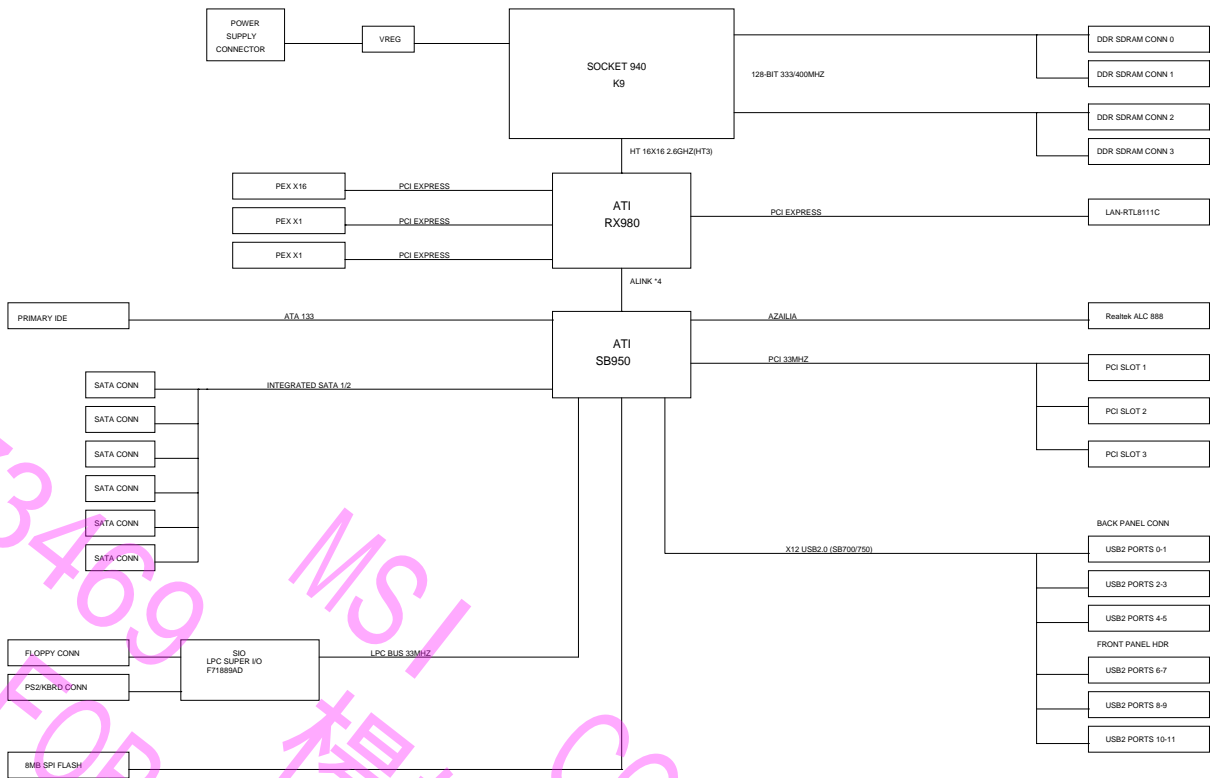 POWER
SUPPLY
CONNECTOR
VREG
SOCKET 940
K9
128-BIT 333/400MHZ
DDR SDRAM CONN 0
DDR SDRAM CONN 1
DDR SDRAM CONN 2
DDR SDRAM CONN 3
HT 16X16 2.6GHZ(HT3)
PEX X16
PCI EXPRESS
PEX X1
PCI EXPRESS
PEX X1
PCI EXPRESS
ATI
RX980
PCI EXPRESS
LAN-RTL8111C
ALINK *4
PRIMARY IDE
ATA 133
ATI
SB950
AZAILIA
Realtek ALC 888
PCI 33MHZ
PCI SLOT 1
PCI SLOT 2
PCI SLOT 3
INTEGRATED SATA 1/2
SATA CONN
SATA CONN
SATA CONN
SATA CONN
SATA CONN
SATA CONN
X12 USB2.0 (SB700/750)
BACK PANEL CONN
USB2 PORTS 0-1
USB2 PORTS 2-3
USB2 PORTS 4-5
FRONT PANEL HDR
USB2 PORTS 6-7
USB2 PORTS 8-9
USB2 PORTS 10-11
FLOPPY CONN
PS2/KBRD CONN
SIO
LPC SUPER I/O
F71889AD
LPC BUS 33MHZ
8MB SPI FLASH
3469
MSI